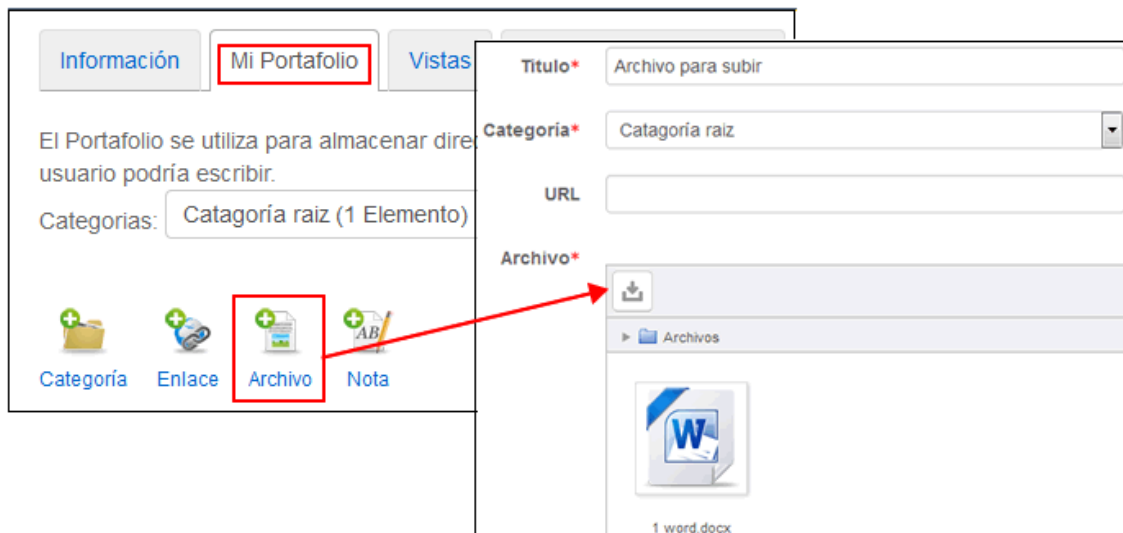 Información
Mi Portafolio
Vistas
El Portafolio se utiliza para almacenar
usuario podría escribir.
Categorias:
Catagoría raiz (1 Elemento)
Categoría
Enlace
Archivo
AB
Nota
Titulo*
Archivo para subir
Categoría*
Catagoría raiz
URL
Archivo*
Archivos
W
1 word.docx